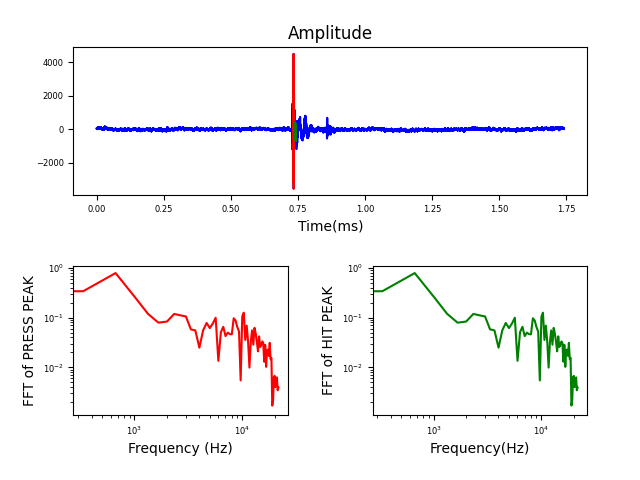 Amplitude
4000
2000
0
−2000
0.00 0.25 0.50 0.75 1.00 1.25 1.50 1.75
Time(ms)
FFT of PRESS PEAK
10⁰
10⁻¹
10⁻²
10³ 10⁴
Frequency (Hz)
FFT of HIT PEAK
10⁰
10⁻¹
10⁻²
10³ 10⁴
Frequency(Hz)